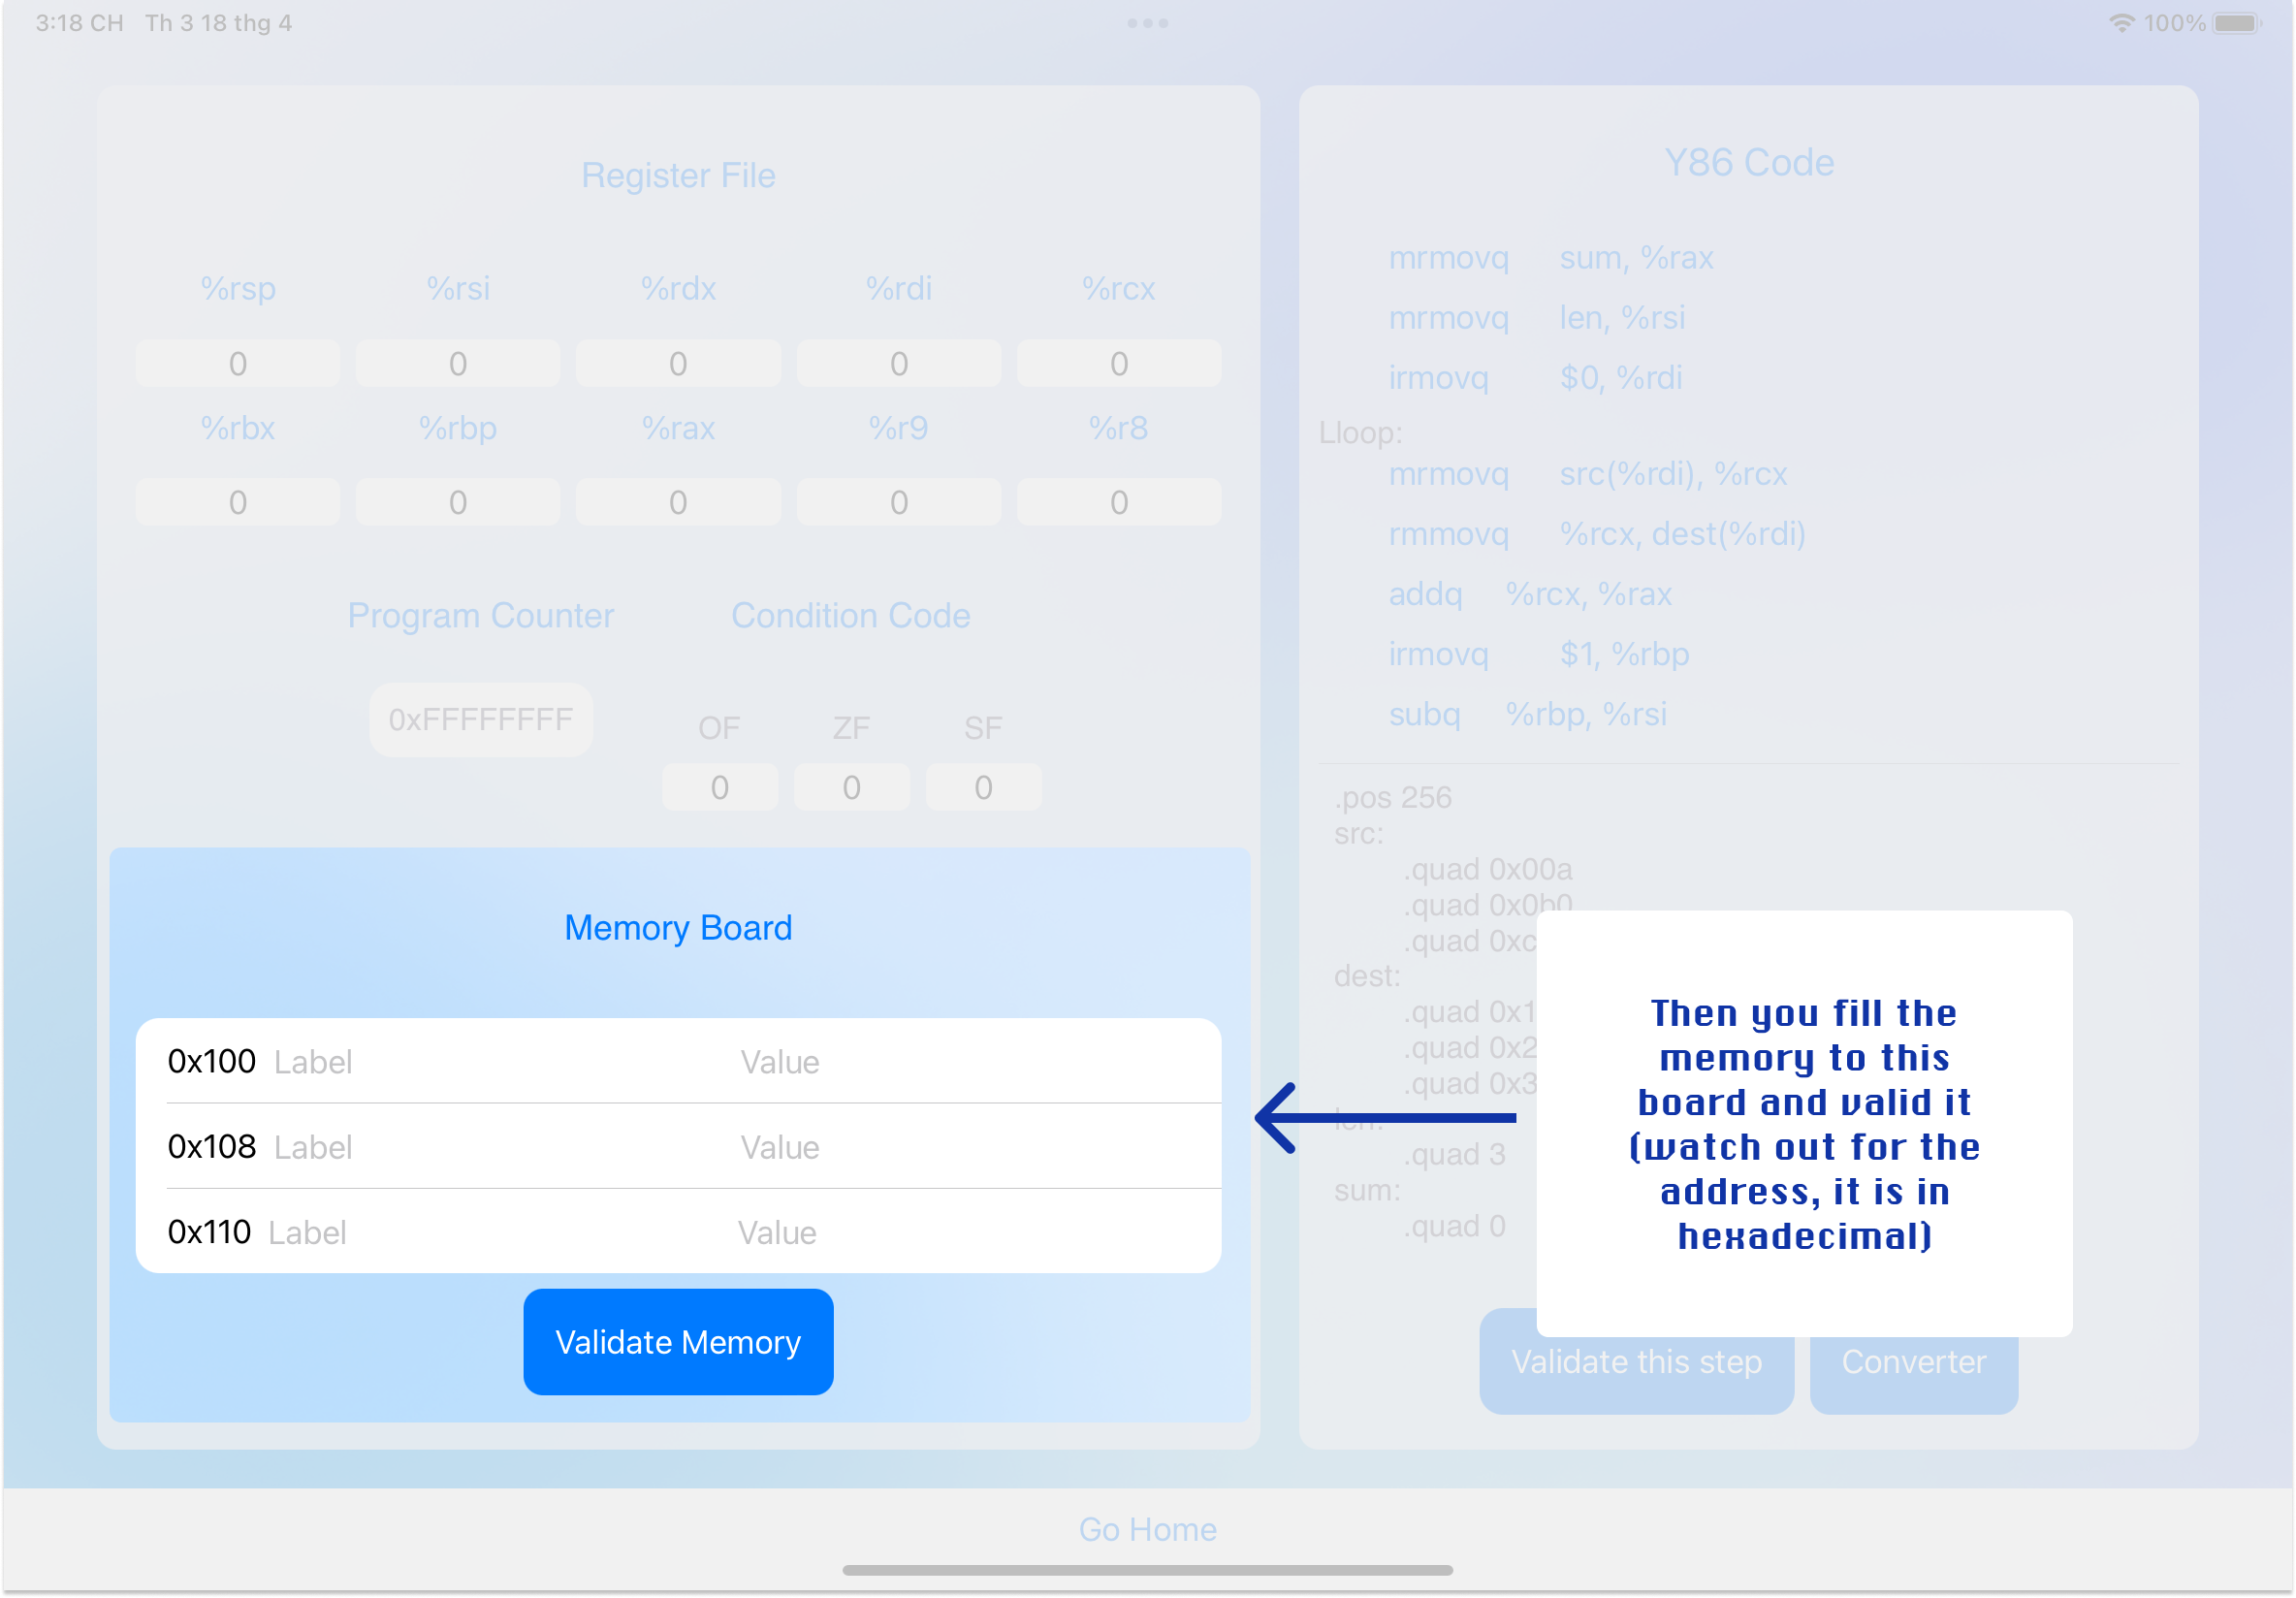 3:18 CH Th 3 18 thg 4
100%
Register File
%rsp %rsi %rdx %rdi %rcx
0 0 0 0 0
%rbx %rbp %rax %r9 %r8
0 0 0 0 0
Program Counter Condition Code
0xFFFFFFFF
OF ZF SF
0 0 0
Memory Board
0x100 Label Value
0x108 Label Value
0x110 Label Value
Validate Memory
Y86 Code
mrmovq sum, %rax
mrmovq len, %rsi
irmovq $0, %rdi
Lloop:
mrmovq src(%rdi), %rcx
rmmovq %rcx, dest(%rdi)
addq %rcx, %rax
irmovq $1, %rbp
subq %rbp, %rsi
.pos 256
src:
.quad 0x00a
.quad 0x0b0
.quad 0xc
dest:
.quad 0x1
.quad 0x2
.quad 0x3
len:
.quad 3
sum:
.quad 0
Then you fill the
memory to this
board and valid it
(watch out for the
address, it is in
hexadecimal)
Validate this step Converter
Go Home